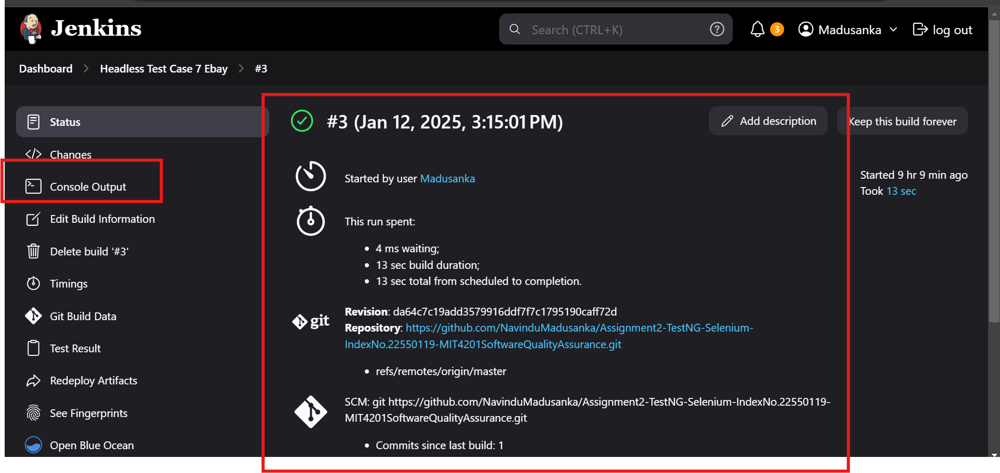 Jenkins
Search (CTRL+K)
3
Madusanka
log out
Dashboard > Headless Test Case 7 Ebay > #3
Status
Changes
Console Output
Edit Build Information
Delete build ‘#3’
Timings
Git Build Data
Test Result
Redeploy Artifacts
See Fingerprints
Open Blue Ocean
#3 (Jan 12, 2025, 3:15:01 PM)
Add description
Keep this build forever
Started by user Madusanka
Started 9 hr 9 min ago
Took 13 sec
This run spent:
• 4 ms waiting;
• 13 sec build duration;
• 13 sec total from scheduled to completion.
git
Revision: da64c7c19add3579916ddf7f7c1795190caff72d
Repository: https://github.com/NavinduMadusanka/Assignment2-TestNG-Selenium-
IndexNo.22550119-MIT4201SoftwareQualityAssurance.git
• refs/remotes/origin/master
SCM: git https://github.com/NavinduMadusanka/Assignment2-TestNG-Selenium-IndexNo.22550119-
MIT4201SoftwareQualityAssurance.git
• Commits since last build: 1